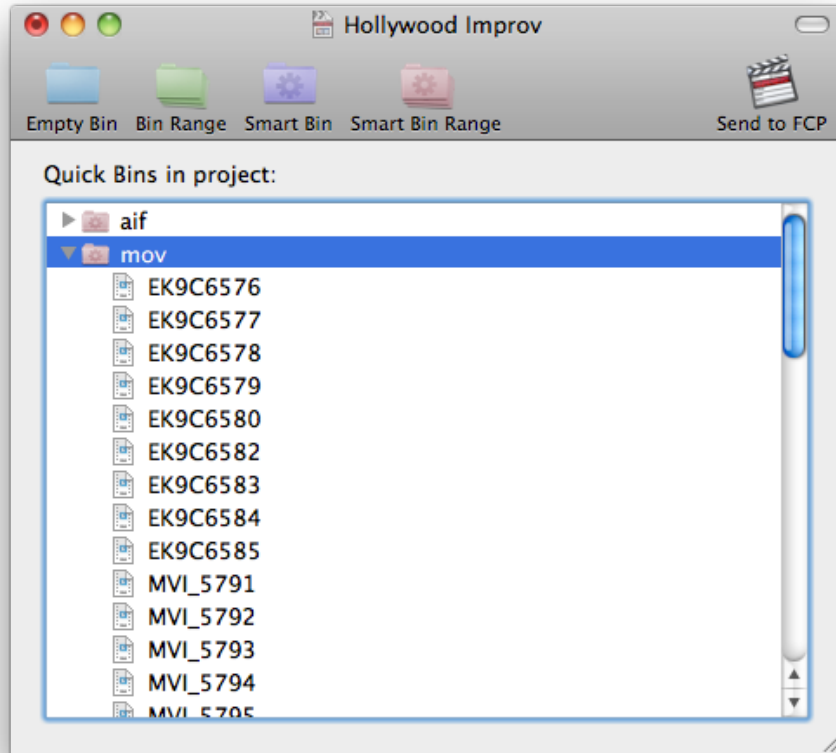 Hollywood Improv
Empty Bin Bin Range Smart Bin Smart Bin Range Send to FCP
Quick Bins in project:
aif
mov
EK9C6576
EK9C6577
EK9C6578
EK9C6579
EK9C6580
EK9C6582
EK9C6583
EK9C6584
EK9C6585
MVI_5791
MVI_5792
MVI_5793
MVI_5794
MVI_5795